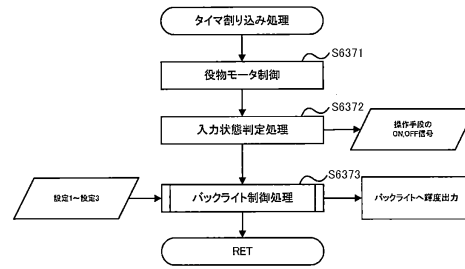 タイマ割り込み処理
S6371
役物モータ制御
S6372
入力状態判定処理
操作手段の
ON,OFF信号
S6373
設定1～設定3
バックライト制御処理
バックライトへ輝度出力
RET